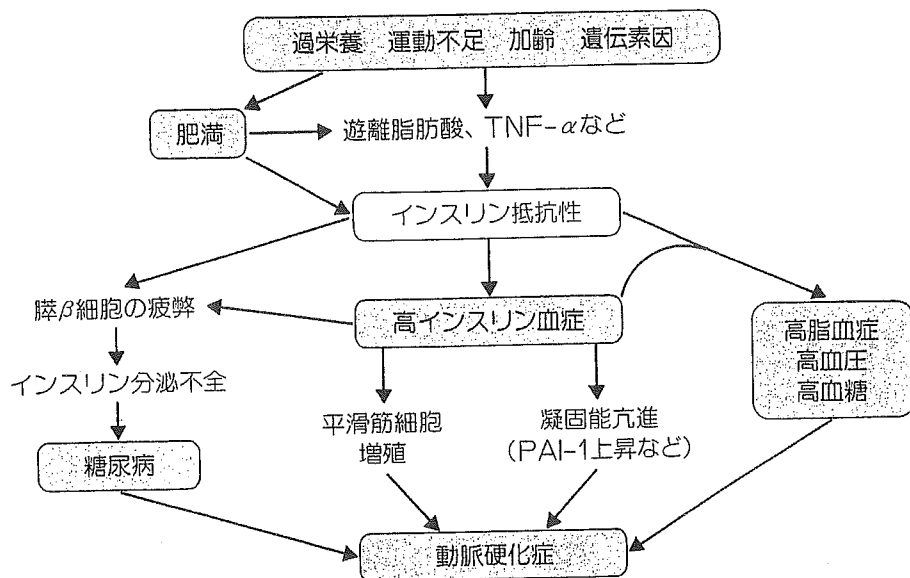 過栄養 運動不足 加齢 遺伝素因
肥満
遊離脂肪酸、TNF-αなど
インスリン抵抗性
膵β細胞の疲弊
高インスリン血症
高脂血症
高血圧
高血糖
インスリン分泌不全
平滑筋細胞
増殖
凝固能亢進
(PAI-1上昇など)
糖尿病
動脈硬化症